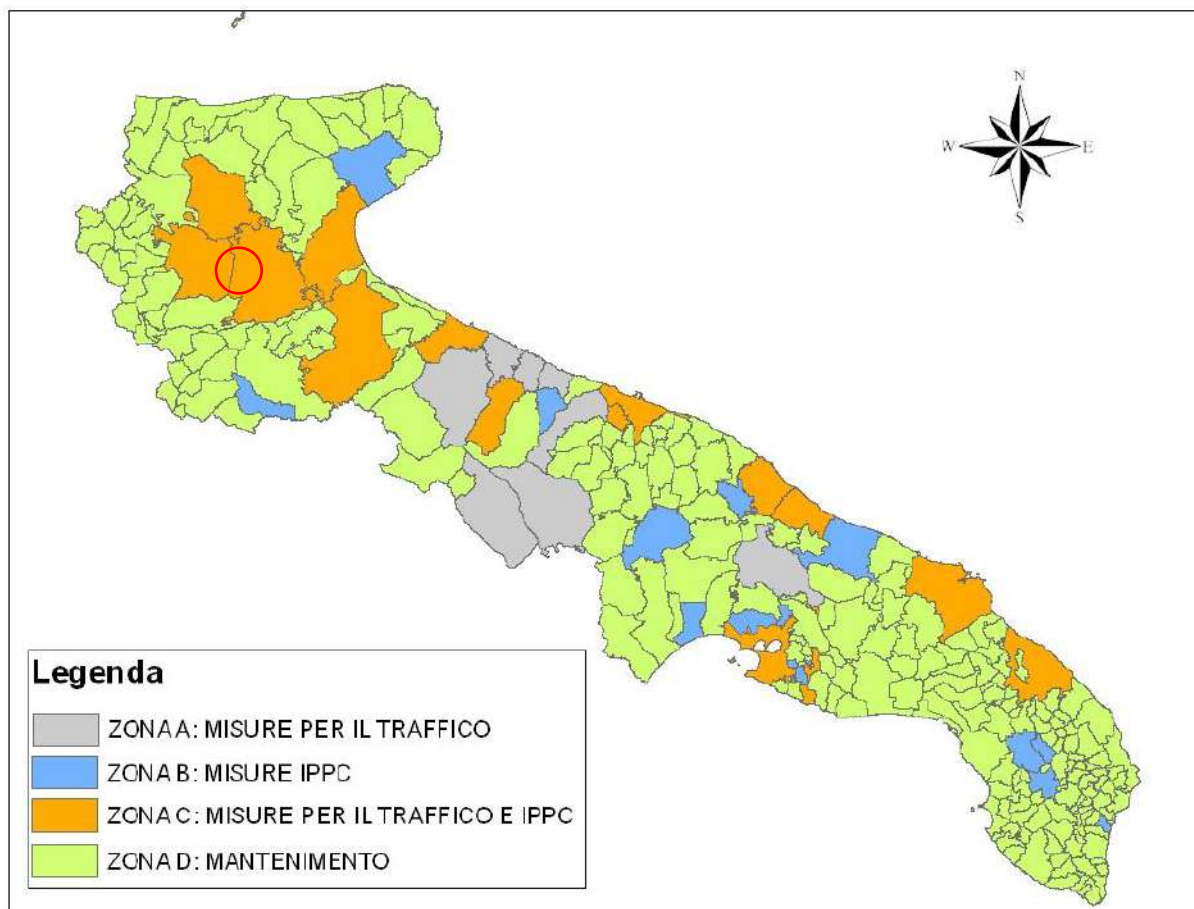 N
W
E
S
Legenda
ZONA A: MISURE PER IL TRAFFICO
ZONA B: MISURE IPPC
ZONA C: MISURE PER IL TRAFFICO E IPPC
ZONA D: MANTENIMENTO